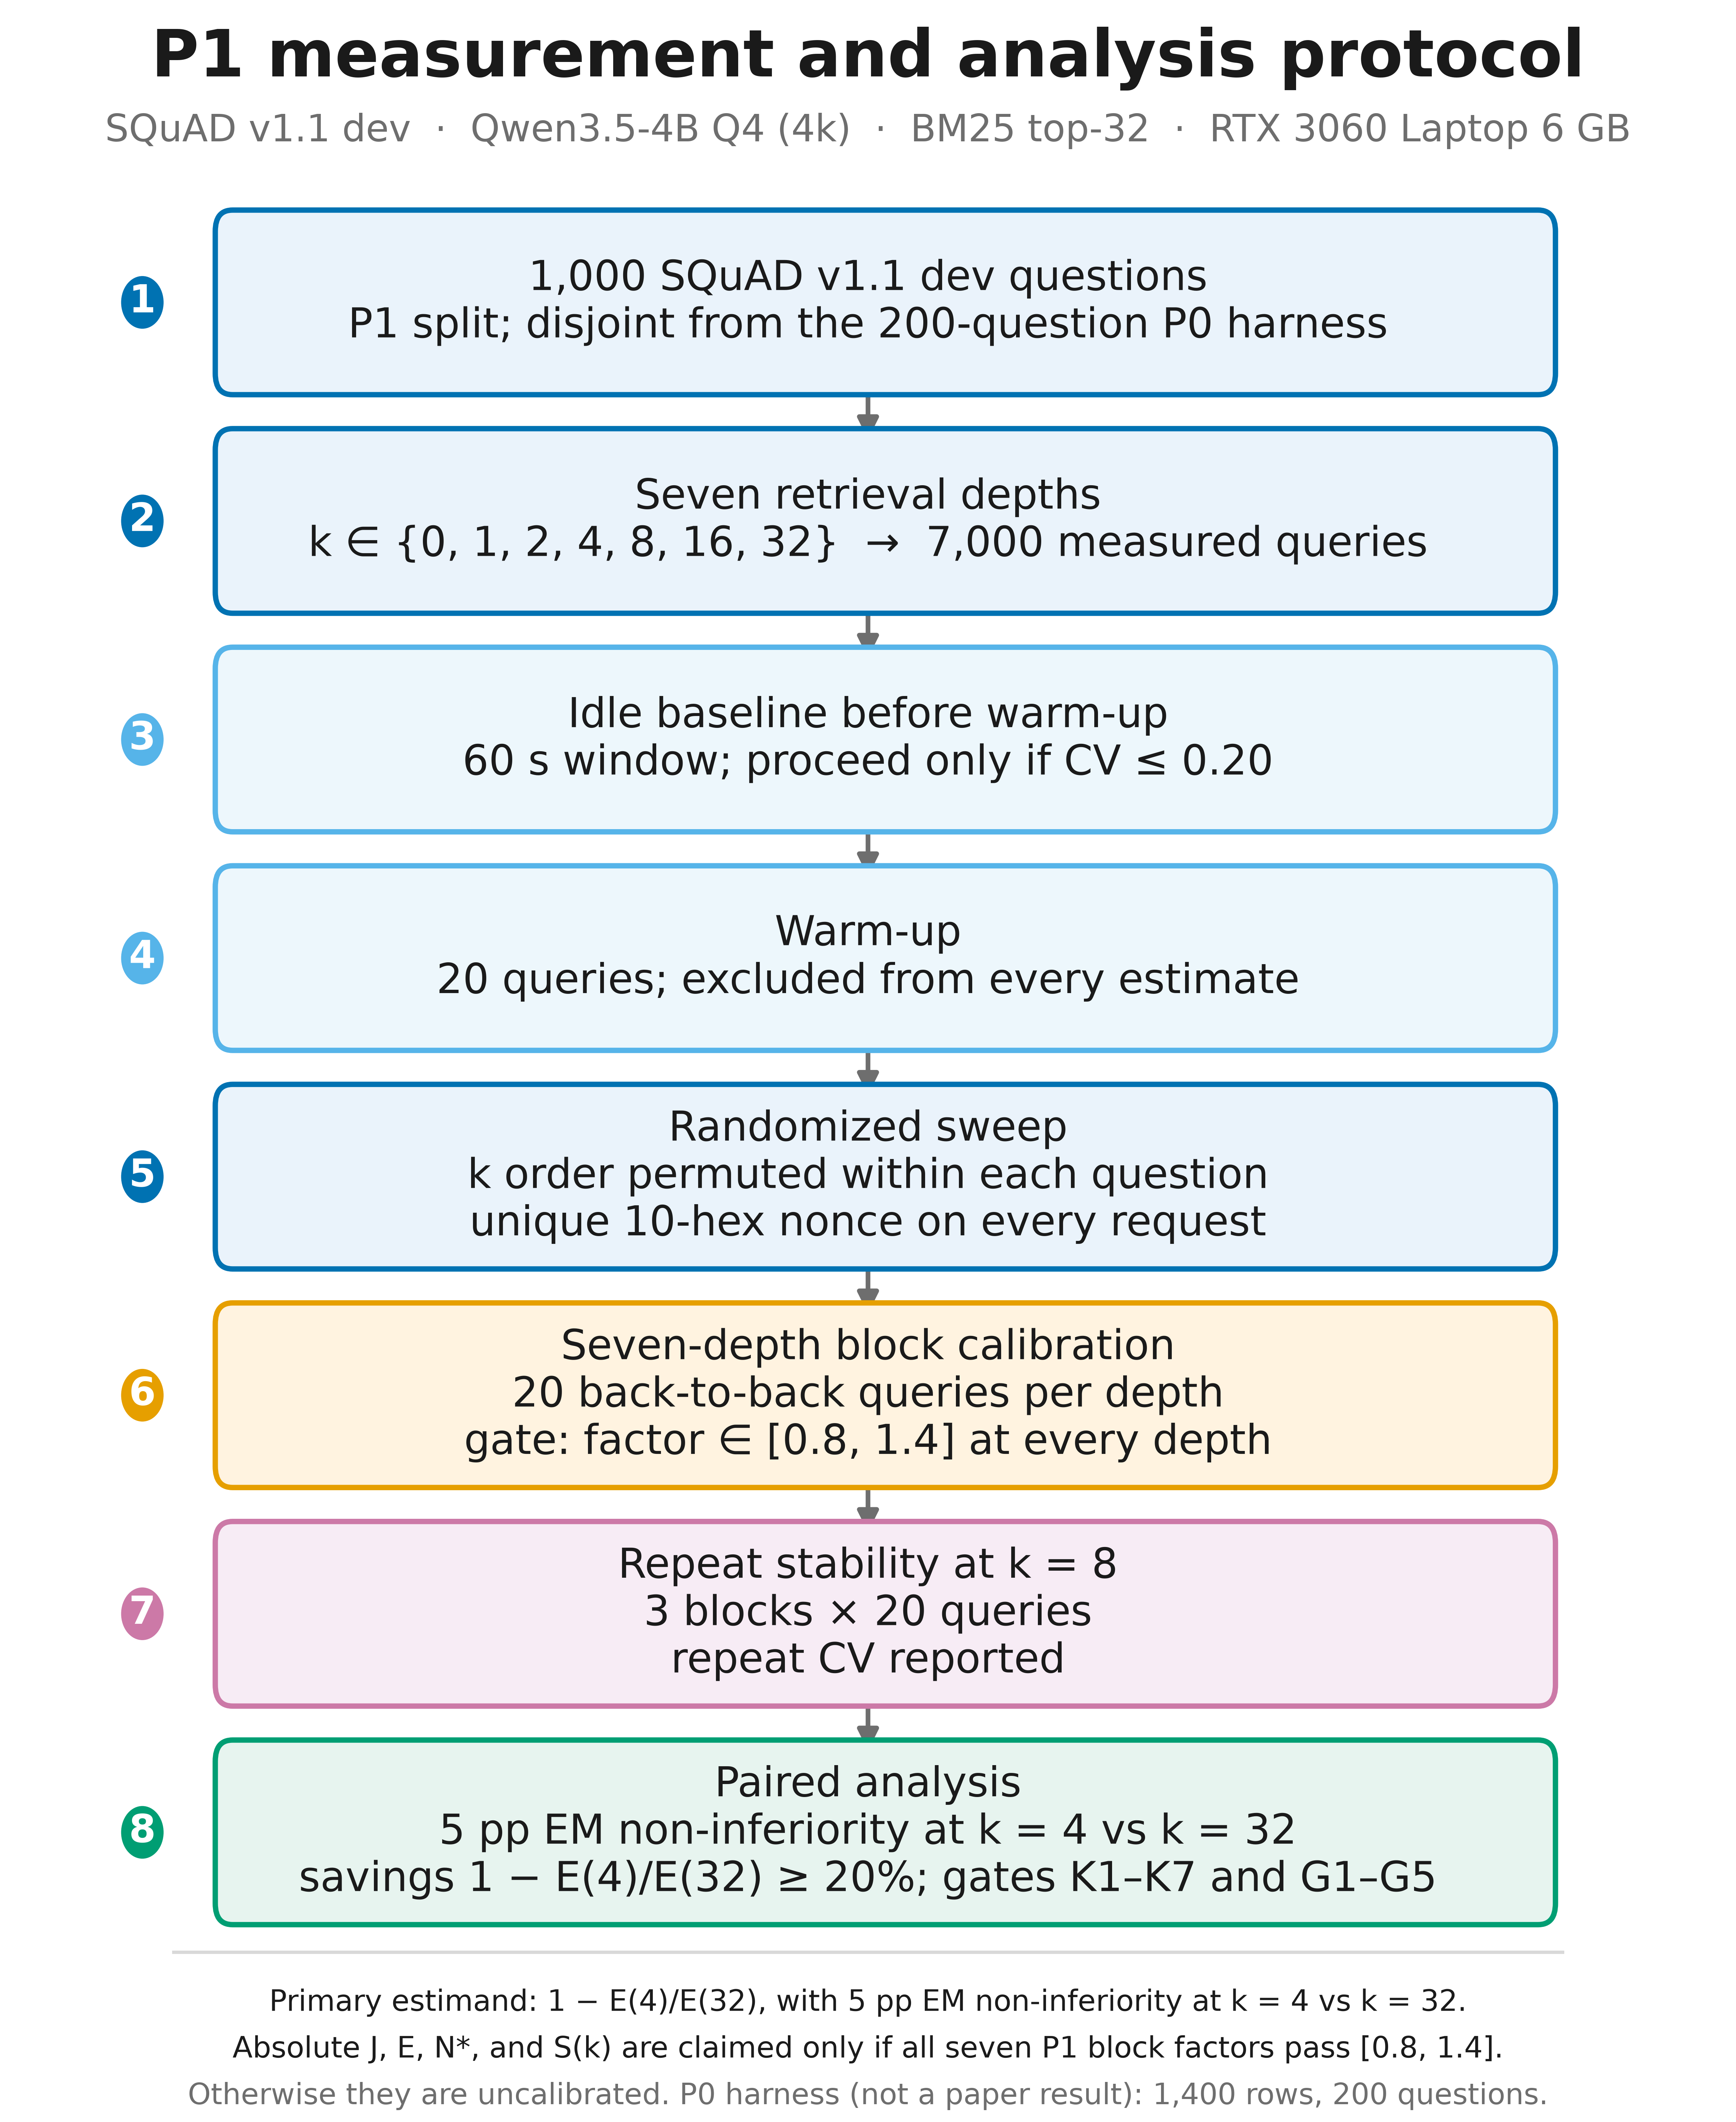 P1 measurement and analysis protocol
SQuAD v1.1 dev · Qwen3.5-4B Q4 (4k) · BM25 top-32 · RTX 3060 Laptop 6 GB
1
1,000 SQuAD v1.1 dev questions
P1 split; disjoint from the 200-question P0 harness
2
Seven retrieval depths
k ∈ {0, 1, 2, 4, 8, 16, 32} → 7,000 measured queries
3
Idle baseline before warm-up
60 s window; proceed only if CV ≤ 0.20
4
Warm-up
20 queries; excluded from every estimate
5
Randomized sweep
k order permuted within each question
unique 10-hex nonce on every request
6
Seven-depth block calibration
20 back-to-back queries per depth
gate: factor ∈ [0.8, 1.4] at every depth
7
Repeat stability at k = 8
3 blocks × 20 queries
repeat CV reported
8
Paired analysis
5 pp EM non-inferiority at k = 4 vs k = 32
savings 1 − E(4)/E(32) ≥ 20%; gates K1–K7 and G1–G5
Primary estimand: 1 − E(4)/E(32), with 5 pp EM non-inferiority at k = 4 vs k = 32.
Absolute J, E, N*, and S(k) are claimed only if all seven P1 block factors pass [0.8, 1.4].
Otherwise they are uncalibrated. P0 harness (not a paper result): 1,400 rows, 200 questions.